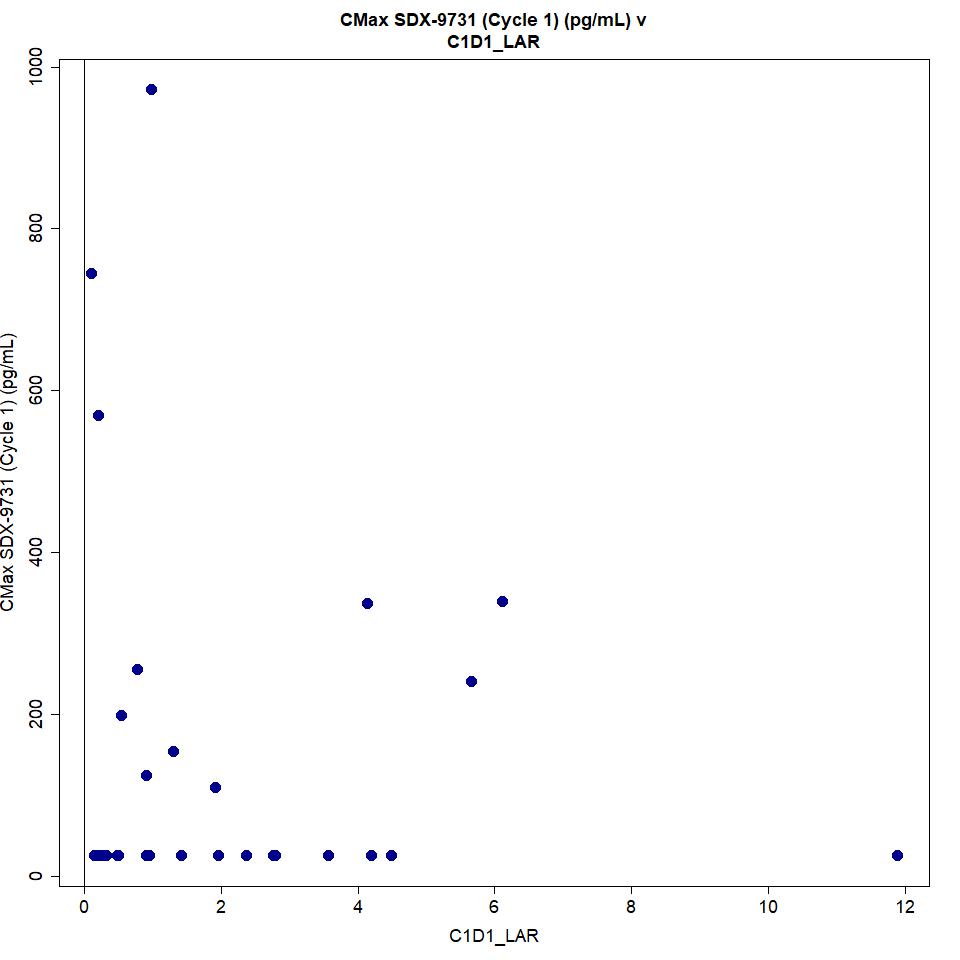 CMax SDX-9731 (Cycle 1) (pg/mL) v
C1D1_LAR
1000
800
600
400
200
0
CMax SDX-9731 (Cycle 1) (pg/mL)
0 2 4 6 8 10 12
C1D1_LAR